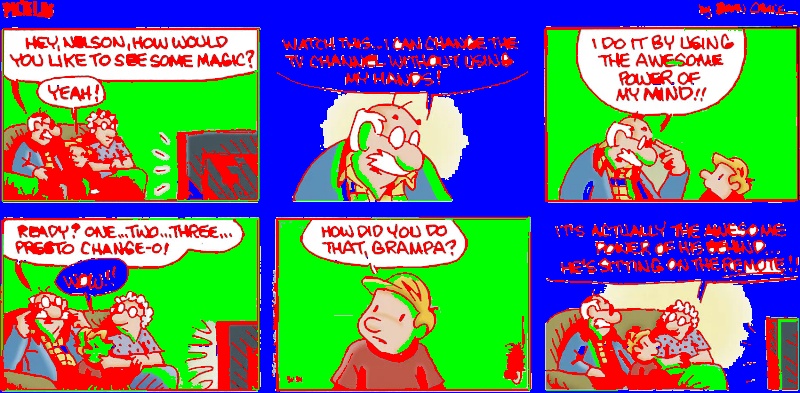 PICKLES
HEY, NELSON, HOW WOULD
YOU LIKE TO SEE SOME MAGIC?
YEAH!
WATCH THIS... I CAN CHANGE THE
TV CHANNEL WITHOUT USING
MY HANDS!
I DO IT BY USING
THE AWESOME
POWER OF
MY MIND!!
READY? ONE...TWO...THREE...
PRESTO CHANGE-O!
WOW!!
HOW DID YOU DO
THAT, GRAMPA?
IT'S ACTUALLY THE AWESOME
POWER OF HIS BEHIND...
HE'S SITTING ON THE REMOTE!!